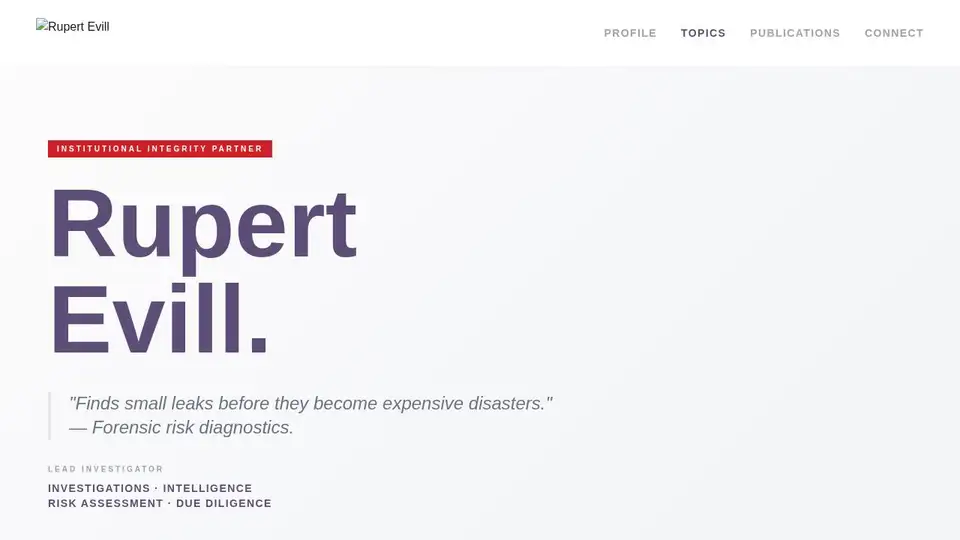 Rupert Evill
PROFILE TOPICS PUBLICATIONS CONNECT
INSTITUTIONAL INTEGRITY PARTNER
Rupert
Evill.
"Finds small leaks before they become expensive disasters."
— Forensic risk diagnostics.
LEAD INVESTIGATOR
INVESTIGATIONS · INTELLIGENCE
RISK ASSESSMENT · DUE DILIGENCE